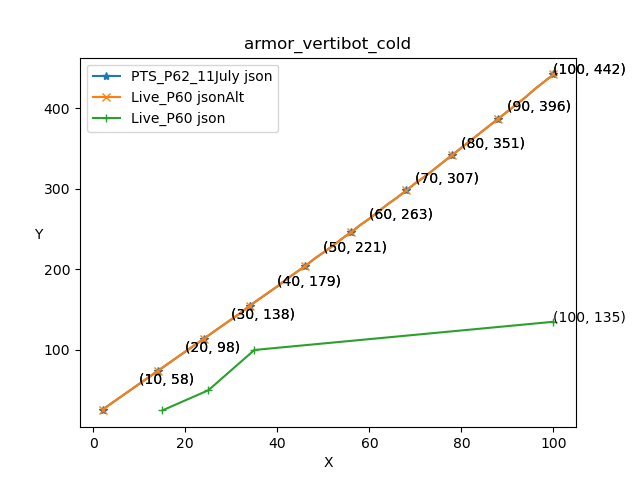 armor_vertibot_cold
PTS_P62_11July json
Live_P60 jsonAlt
Live_P60 json
(100, 442)
(90, 396)
(80, 351)
(70, 307)
(60, 263)
(50, 221)
(40, 179)
(30, 138)
(20, 98)
(10, 58)
(100, 135)
400
300
200
100
Y
0 20 40 60 80 100
X